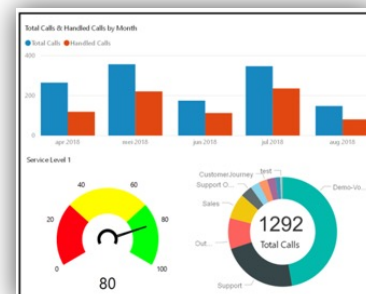 Total Calls & Handled Calls by Month
Total Calls Handled Calls
400
200
0
apr 2018
jun 2018
jul 2018
aug 2018
Service Level 1
40
60
20
80
0
100
80
CustomerJourney
test
Support O...
Sales
Out...
Support
Demo-Vo...
1292
Total Calls